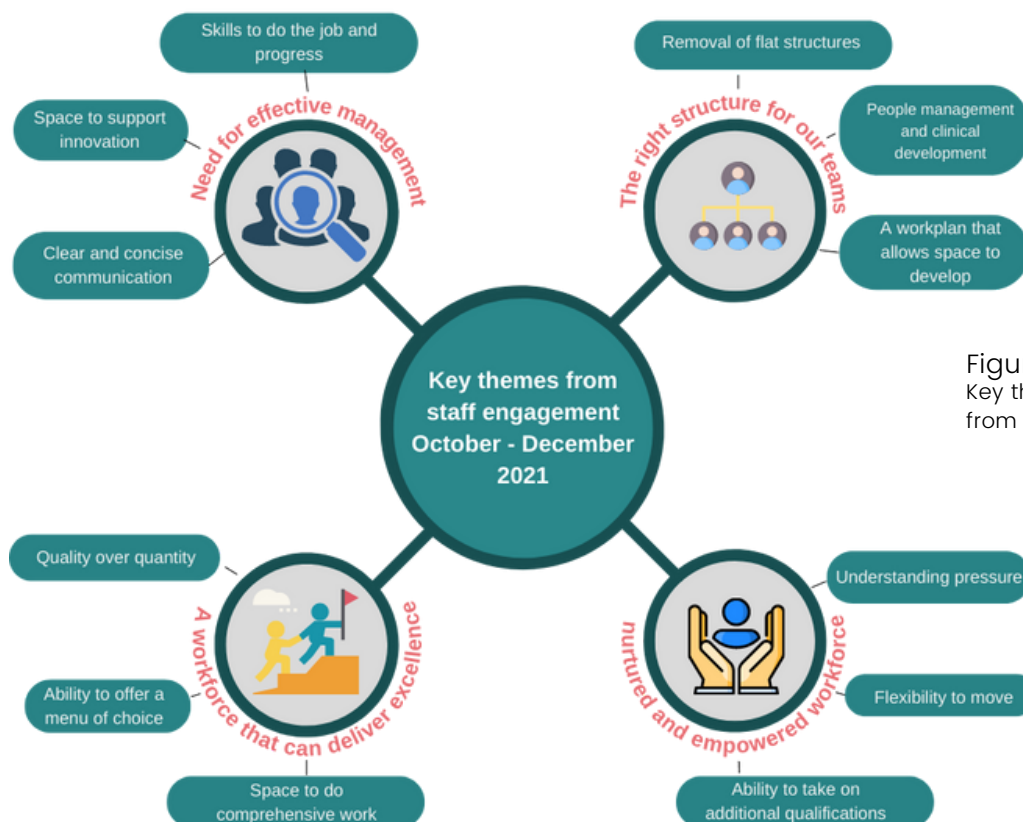 Skills to do the job and
progress
Space to support
innovation
Clear and concise
communication
Need for effective management
Removal of flat structures
People management
and clinical
development
A workplan that
allows space to
develop
The right structure for our teams
Key themes from
staff engagement
October - December
2021
Key
from
Quality over quantity
Ability to offer a
menu of choice
Space to do
comprehensive work
A workforce that can deliver excellence
Understanding pressure
Flexibility to move
Ability to take on
additional qualifications
nurtured and empowered workforce